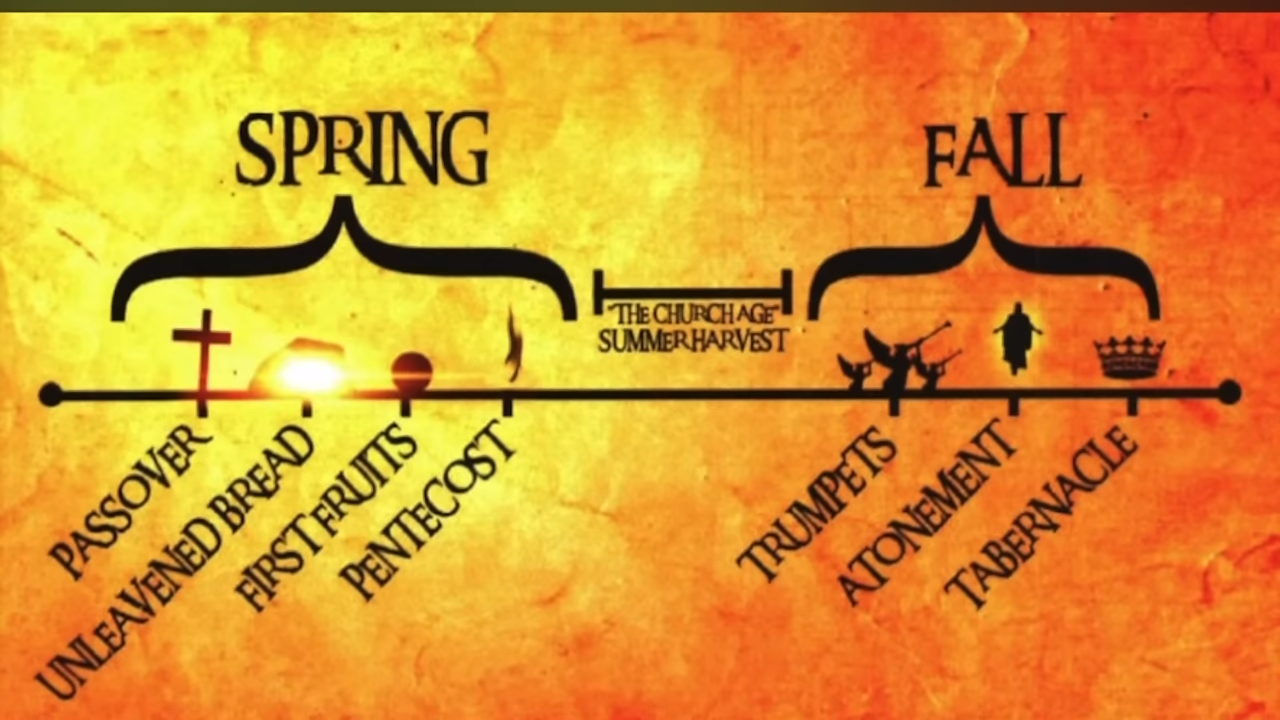 SPRING
FALL
"THE CHURCH AGE"
SUMMER HARVEST
PASSOVER
UNLEAVENED BREAD
FIRST FRUITS
PENTECOST
TRUMPETS
ATONEMENT
TABERNACLE